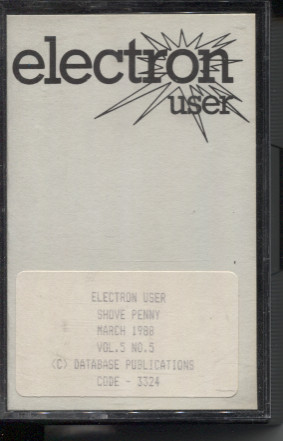 electron
user
ELECTRON USER
SHOVE PENNY
MARCH 1988
VOL.5 NO.5
(C) DATABASE PUBLICATIONS
CODE - 3324